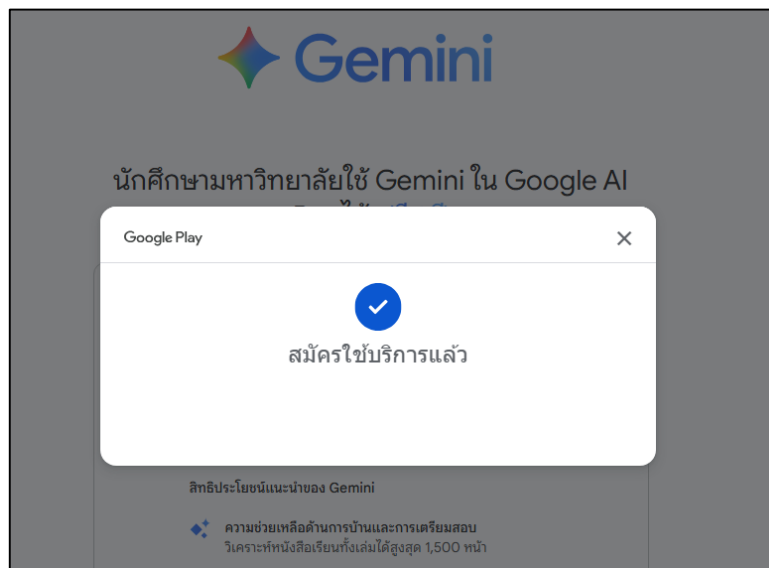 Gemini
นักศึกษามหาวิทยาลัยใช้ Gemini ใน Google AI
Google Play
สมัครใช้บริการแล้ว
สิทธิประโยชน์แนะนำของ Gemini
ความช่วยเหลือด้านการบ้านและการเตรียมสอบ
วิเคราะห์หนังสือเรียนทั้งเล่มได้สูงสุด 1,500 หน้า